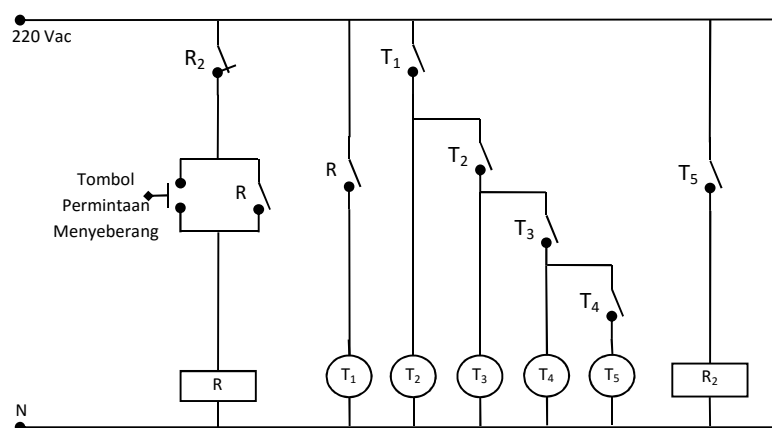 220 Vac
R₂
T₁
T₂
R
T₅
Tombol
Permintaan
Menyeberang
R
T₃
T₄
R
T₁
T₂
T₃
T₄
T₅
R₂
N